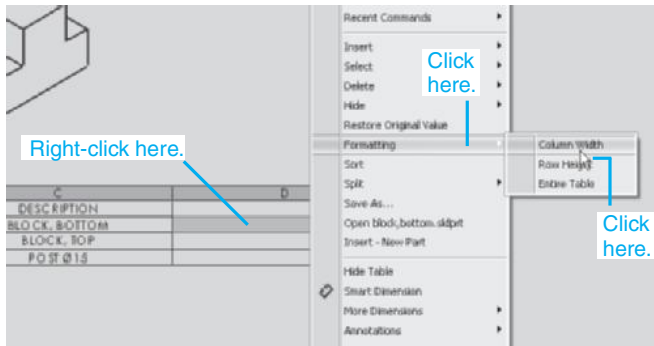 Recent Commands
Insert
Select
Delete
Hide
Restore Original Value
Formatting
Sort
Split
Save As...
Open block,bottom.sldprt
Insert - New Part
Hide Table
Smart Dimension
More Dimensions
Annotations
Column Width
Row Height
Entire Table
Click
here.
Right-click here.
Click
here.
C D
DESCRIPTION
BLOCK, BOTTOM
BLOCK, TOP
POST Ø15